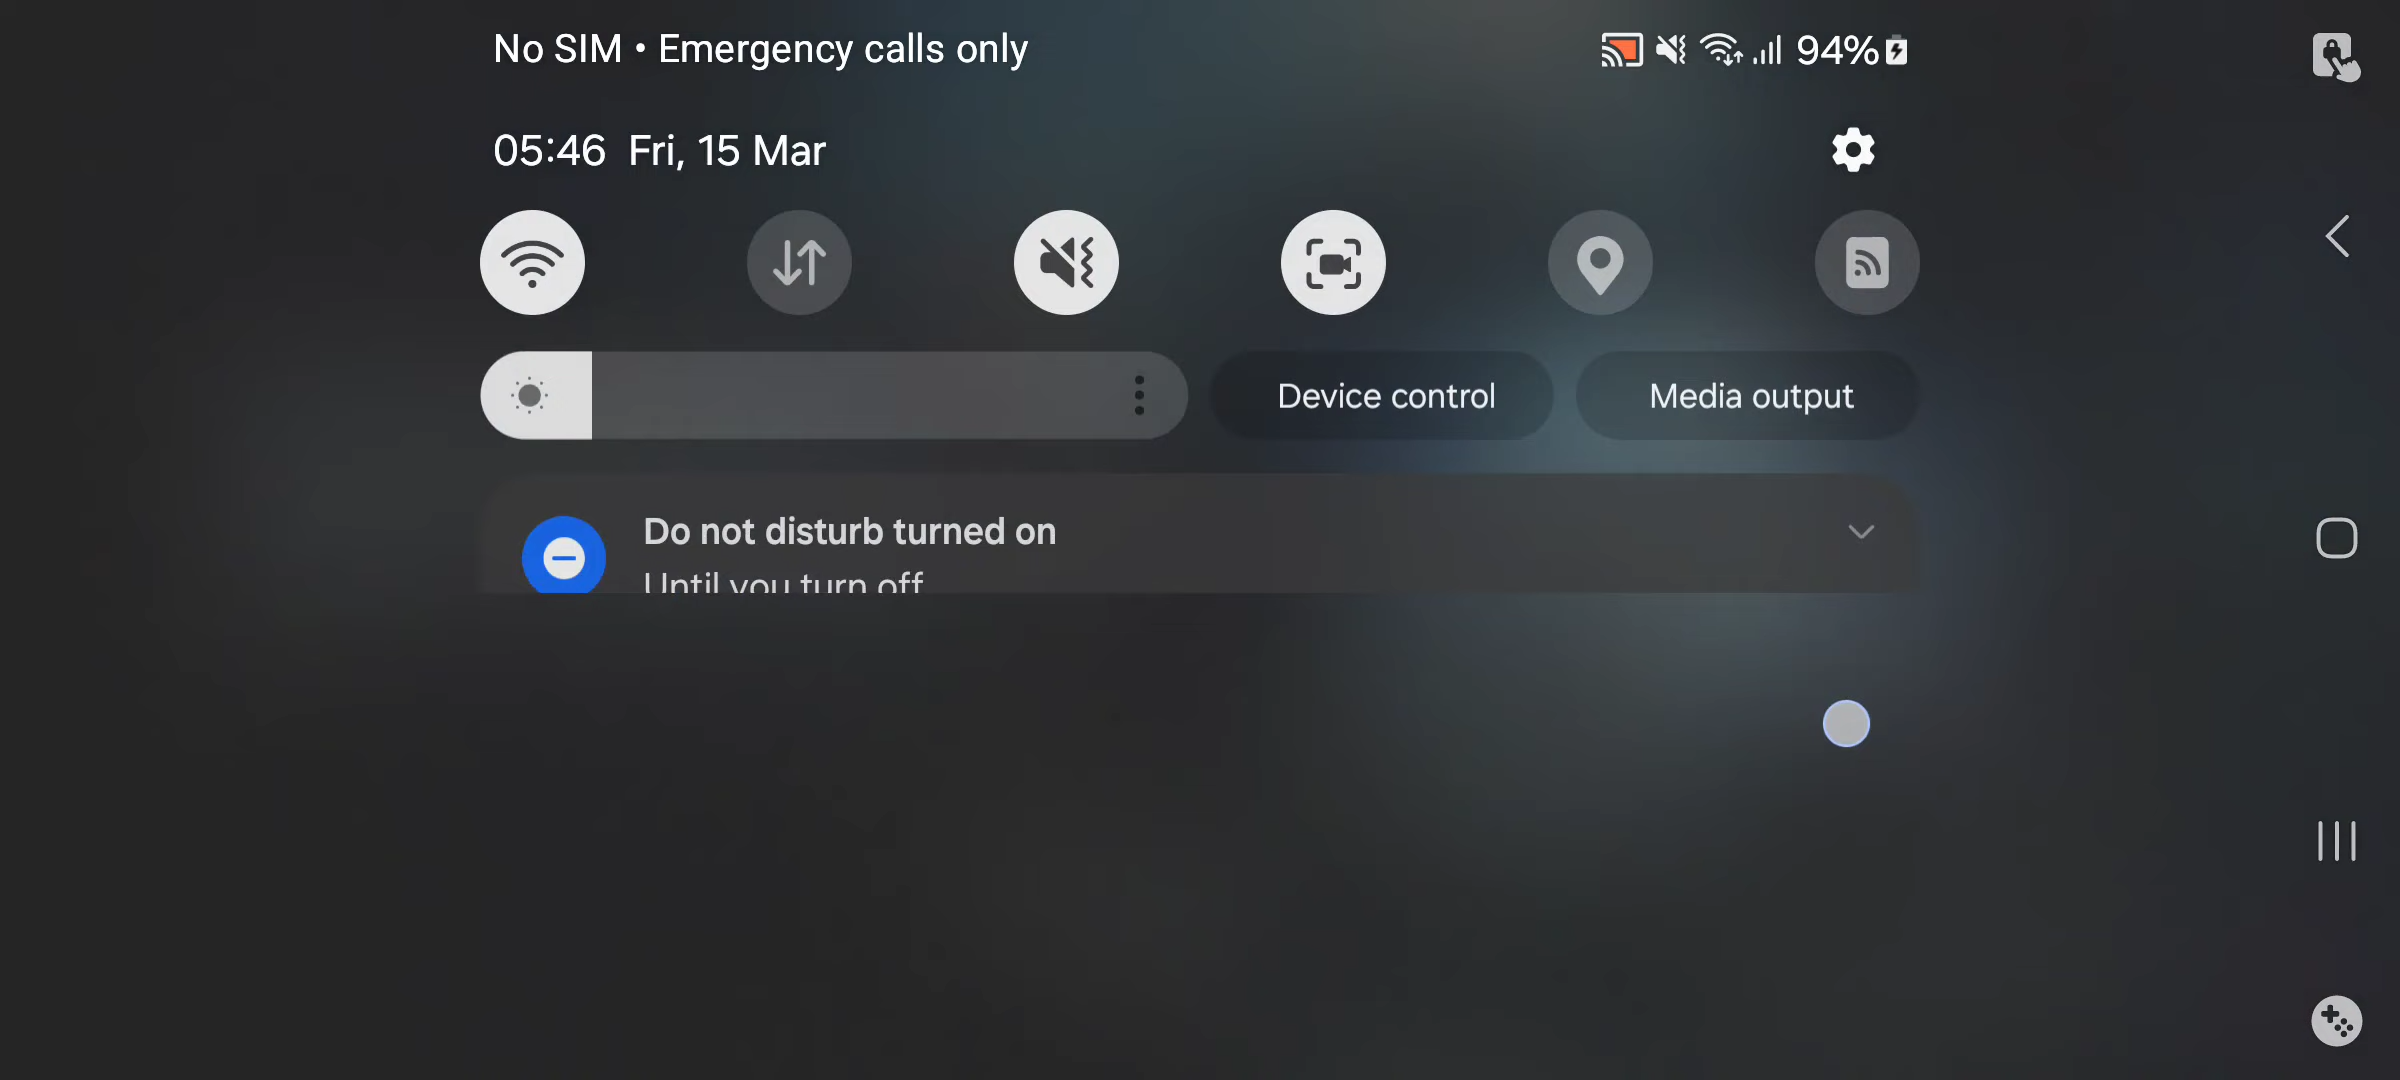 No SIM • Emergency calls only
94%
05:46 Fri, 15 Mar
Device control
Media output
Do not disturb turned on
Until you turn off